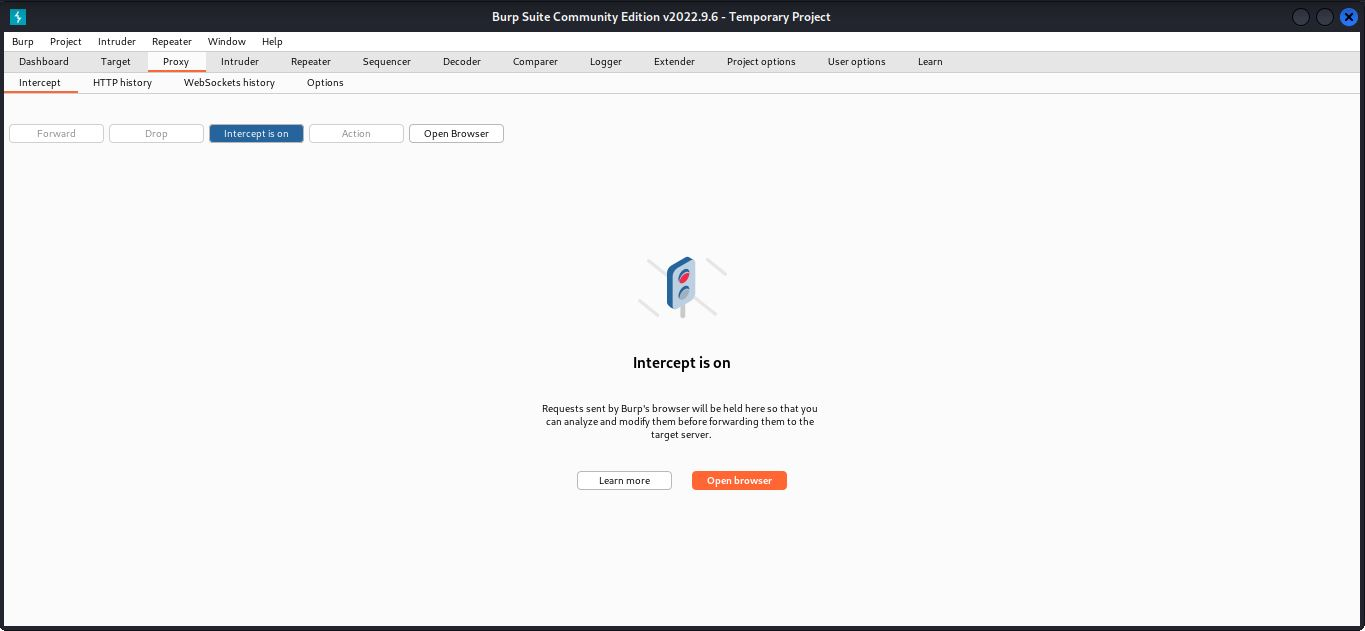 Burp Suite Community Edition v2022.9.6 - Temporary Project
Burp Project Intruder Repeater Window Help
Dashboard Target Proxy Intruder Repeater Sequencer Decoder Comparer Logger Extender Project options User options Learn
Intercept HTTP history WebSockets history Options
Forward Drop Intercept is on Action Open Browser
Intercept is on
Requests sent by Burp's browser will be held here so that you
can analyze and modify them before forwarding them to the
target server.
Learn more Open browser